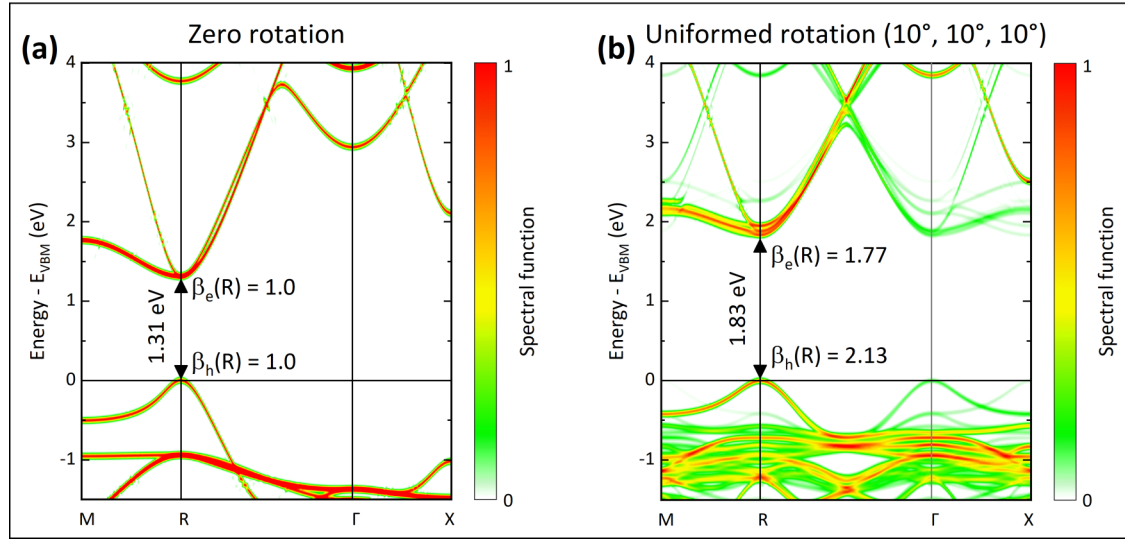 (a)
Zero rotation
4
3
2
1
0
-1
Energy - E_VBM (eV)
1.31 eV
β_e(R) = 1.0
β_h(R) = 1.0
M
R
Γ
X
1
0
Spectral function
(b)
Uniformed rotation (10°, 10°, 10°)
4
3
2
1
0
-1
Energy - E_VBM (eV)
1.83 eV
β_e(R) = 1.77
β_h(R) = 2.13
M
R
Γ
X
1
0
Spectral function